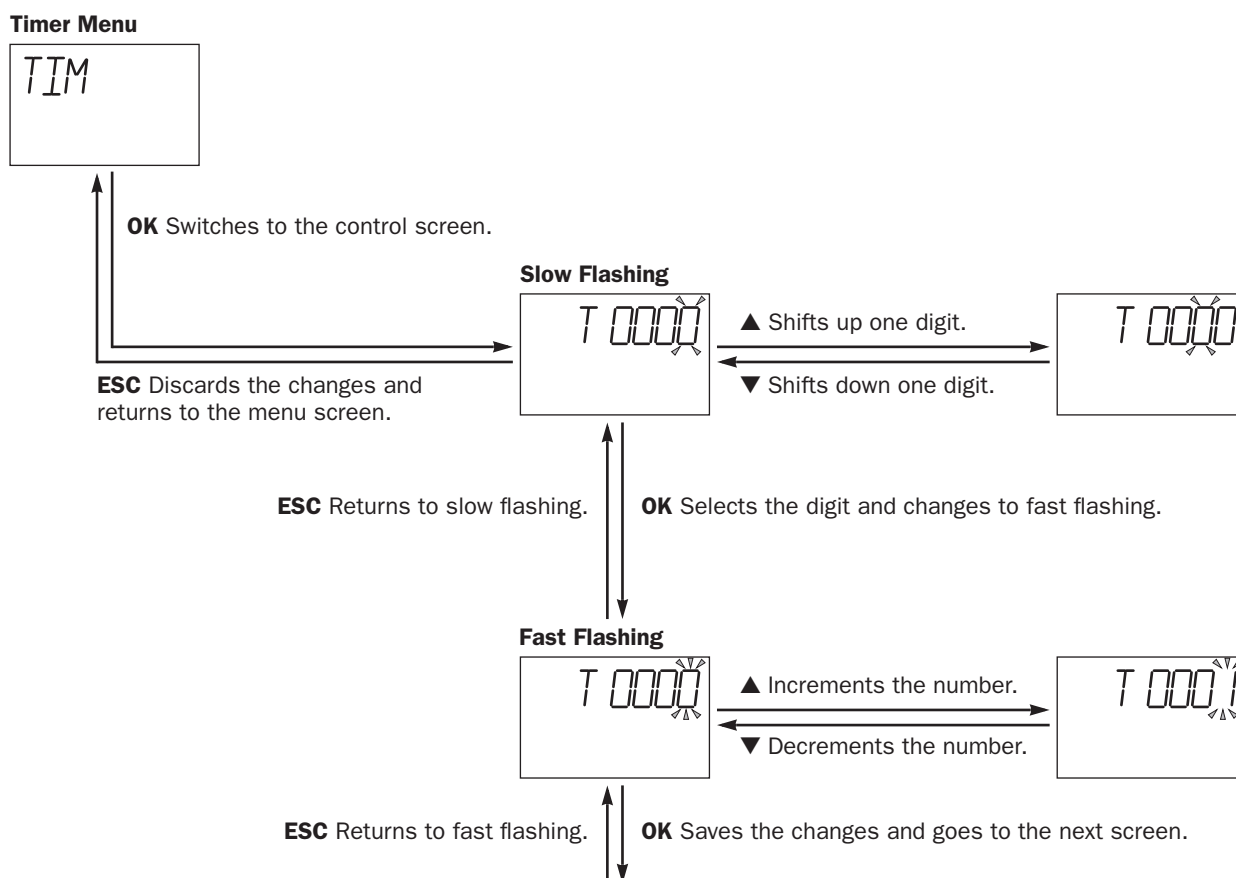 Timer Menu
TIM
OK Switches to the control screen.
Slow Flashing
T 0000
▲ Shifts up one digit.
T 0000
▼ Shifts down one digit.
ESC Discards the changes and
returns to the menu screen.
ESC Returns to slow flashing.
OK Selects the digit and changes to fast flashing.
Fast Flashing
T 0000
▲ Increments the number.
T 0001
▼ Decrements the number.
ESC Returns to fast flashing.
OK Saves the changes and goes to the next screen.